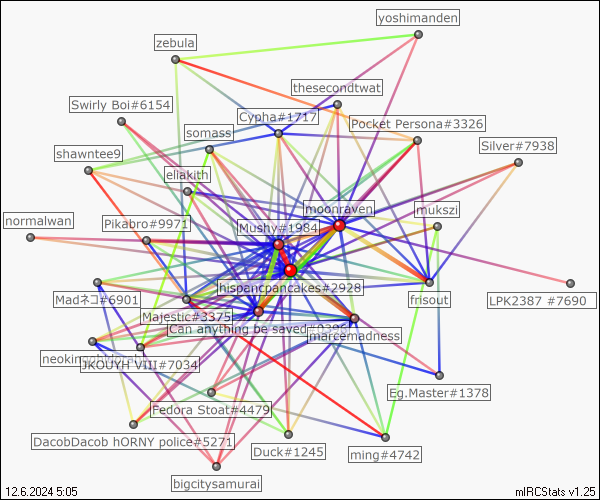 yoshimanden
zebula
thesecondtwat
Swirly Boi#6154
Cypha#1717
Pocket Persona#3326
somass
Silver#7938
shawntee9
eliakith
moonraven
mukszi
normalwan
Pikabro#9971
Mushy#1984
hispancpancakes#2928
Madネコ#6901
frisout
LPK2387 #7690
Majestic#3375
Can anything be saved#0398
marcemadness
JKOUYH VIII#7034
Eg.Master#1378
Fedora Stoat#4479
DacobDacob hORNY police#5271
Duck#1245
ming#4742
bigcitysamurai
12.6.2024 5:05
mIRCStats v1.25